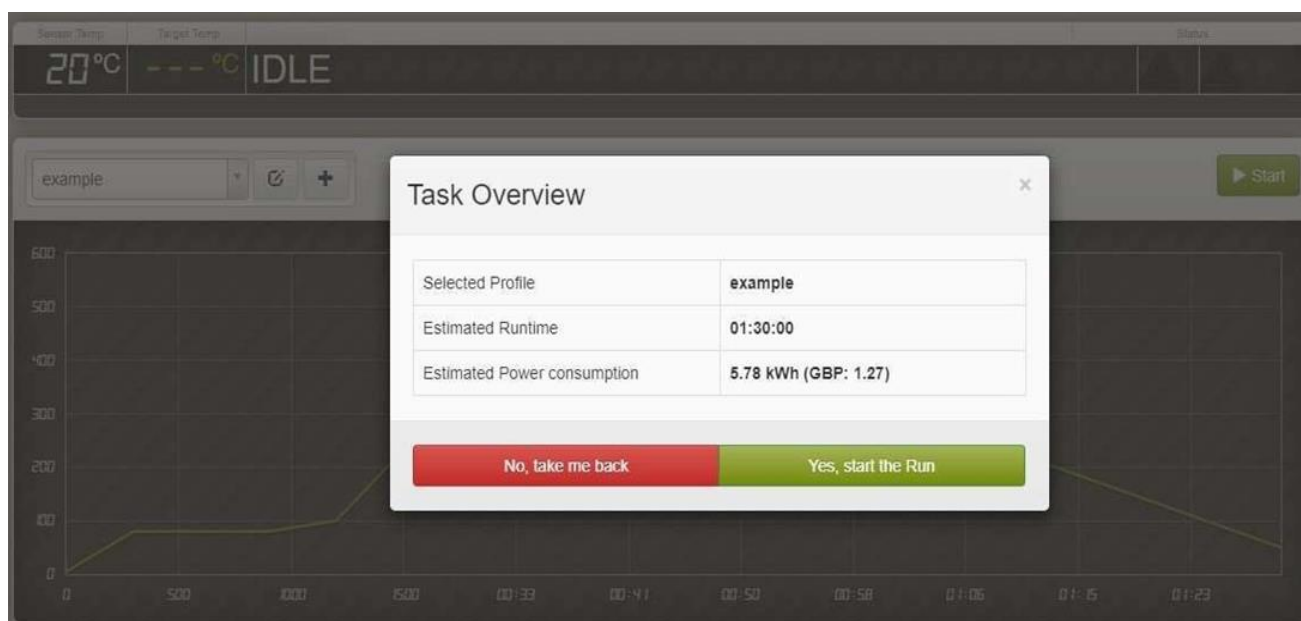 Sensor Temp Target Temp Status
20°C ---°C IDLE
example
Start
Task Overview
×
Selected Profile example
Estimated Runtime 01:30:00
Estimated Power consumption 5.78 kWh (GBP: 1.27)
No, take me back Yes, start the Run
600
500
400
300
200
100
0
0 500 1000 1500 00:33 00:41 00:50 00:58 01:06 01:15 01:23